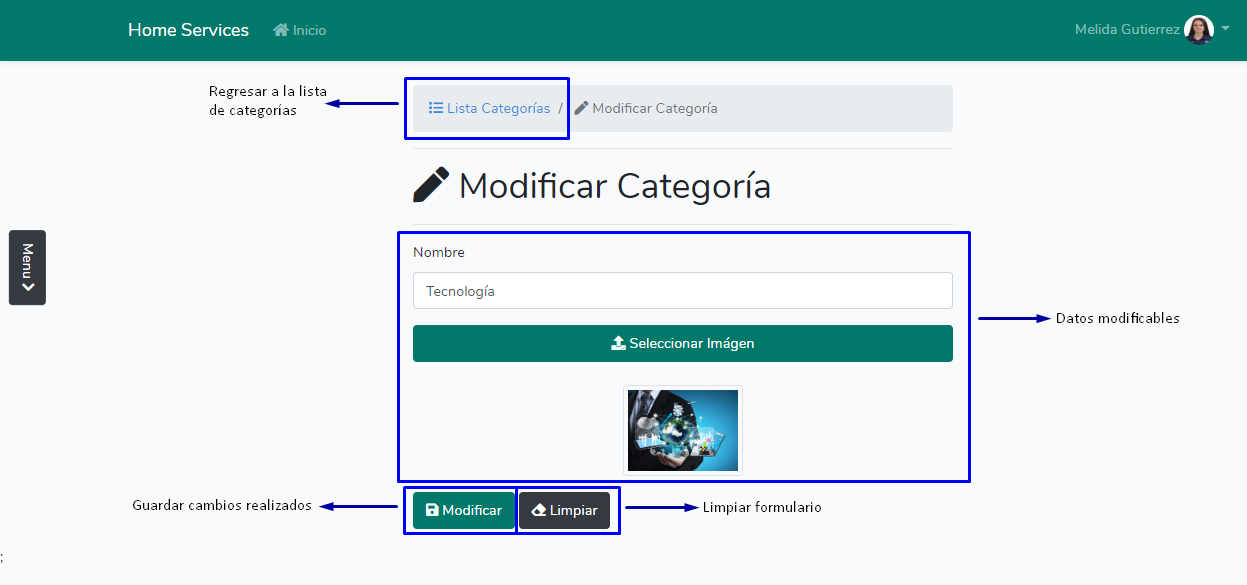 Home Services Inicio Melida Gutierrez
Regresar a la lista
de categorías
Lista Categorías / Modificar Categoría
Modificar Categoría
Menu
Nombre
Tecnología
Datos modificables
Seleccionar Imágen
Guardar cambios realizados
Modificar Limpiar
Limpiar formulario
;